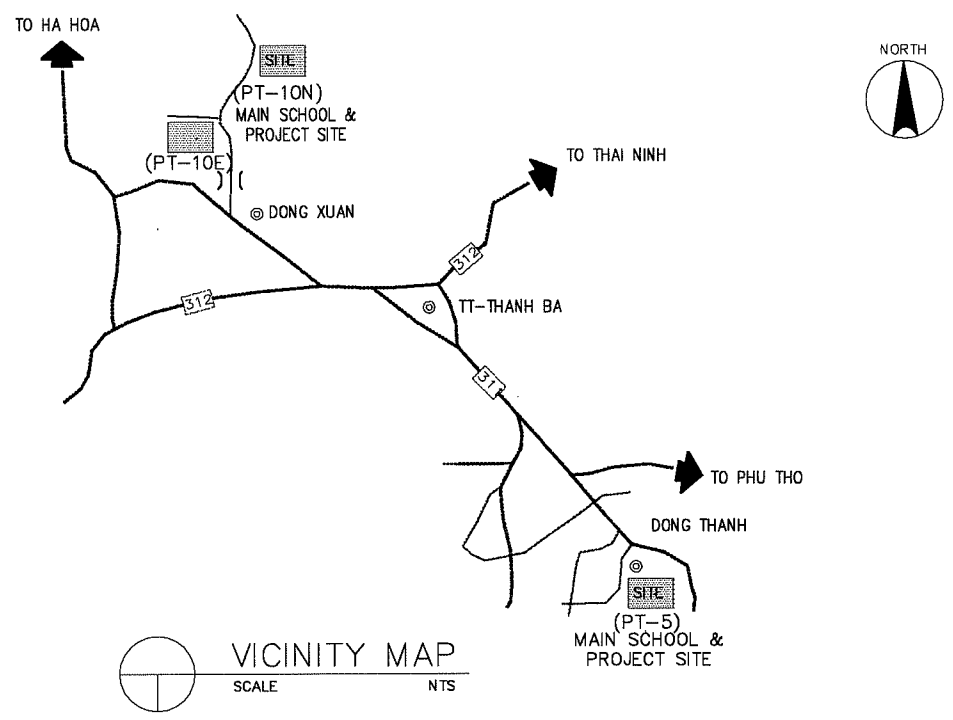 TO HA HOA
NORTH
SITE
(PT-10N)
MAIN SCHOOL &
PROJECT SITE
(PT-10E)
TO THAI NINH
DONG XUAN
312
312
TT-THANH BA
311
TO PHU THO
DONG THANH
SITE
(PT-5)
MAIN SCHOOL &
PROJECT SITE
VICINITY MAP
SCALE NTS